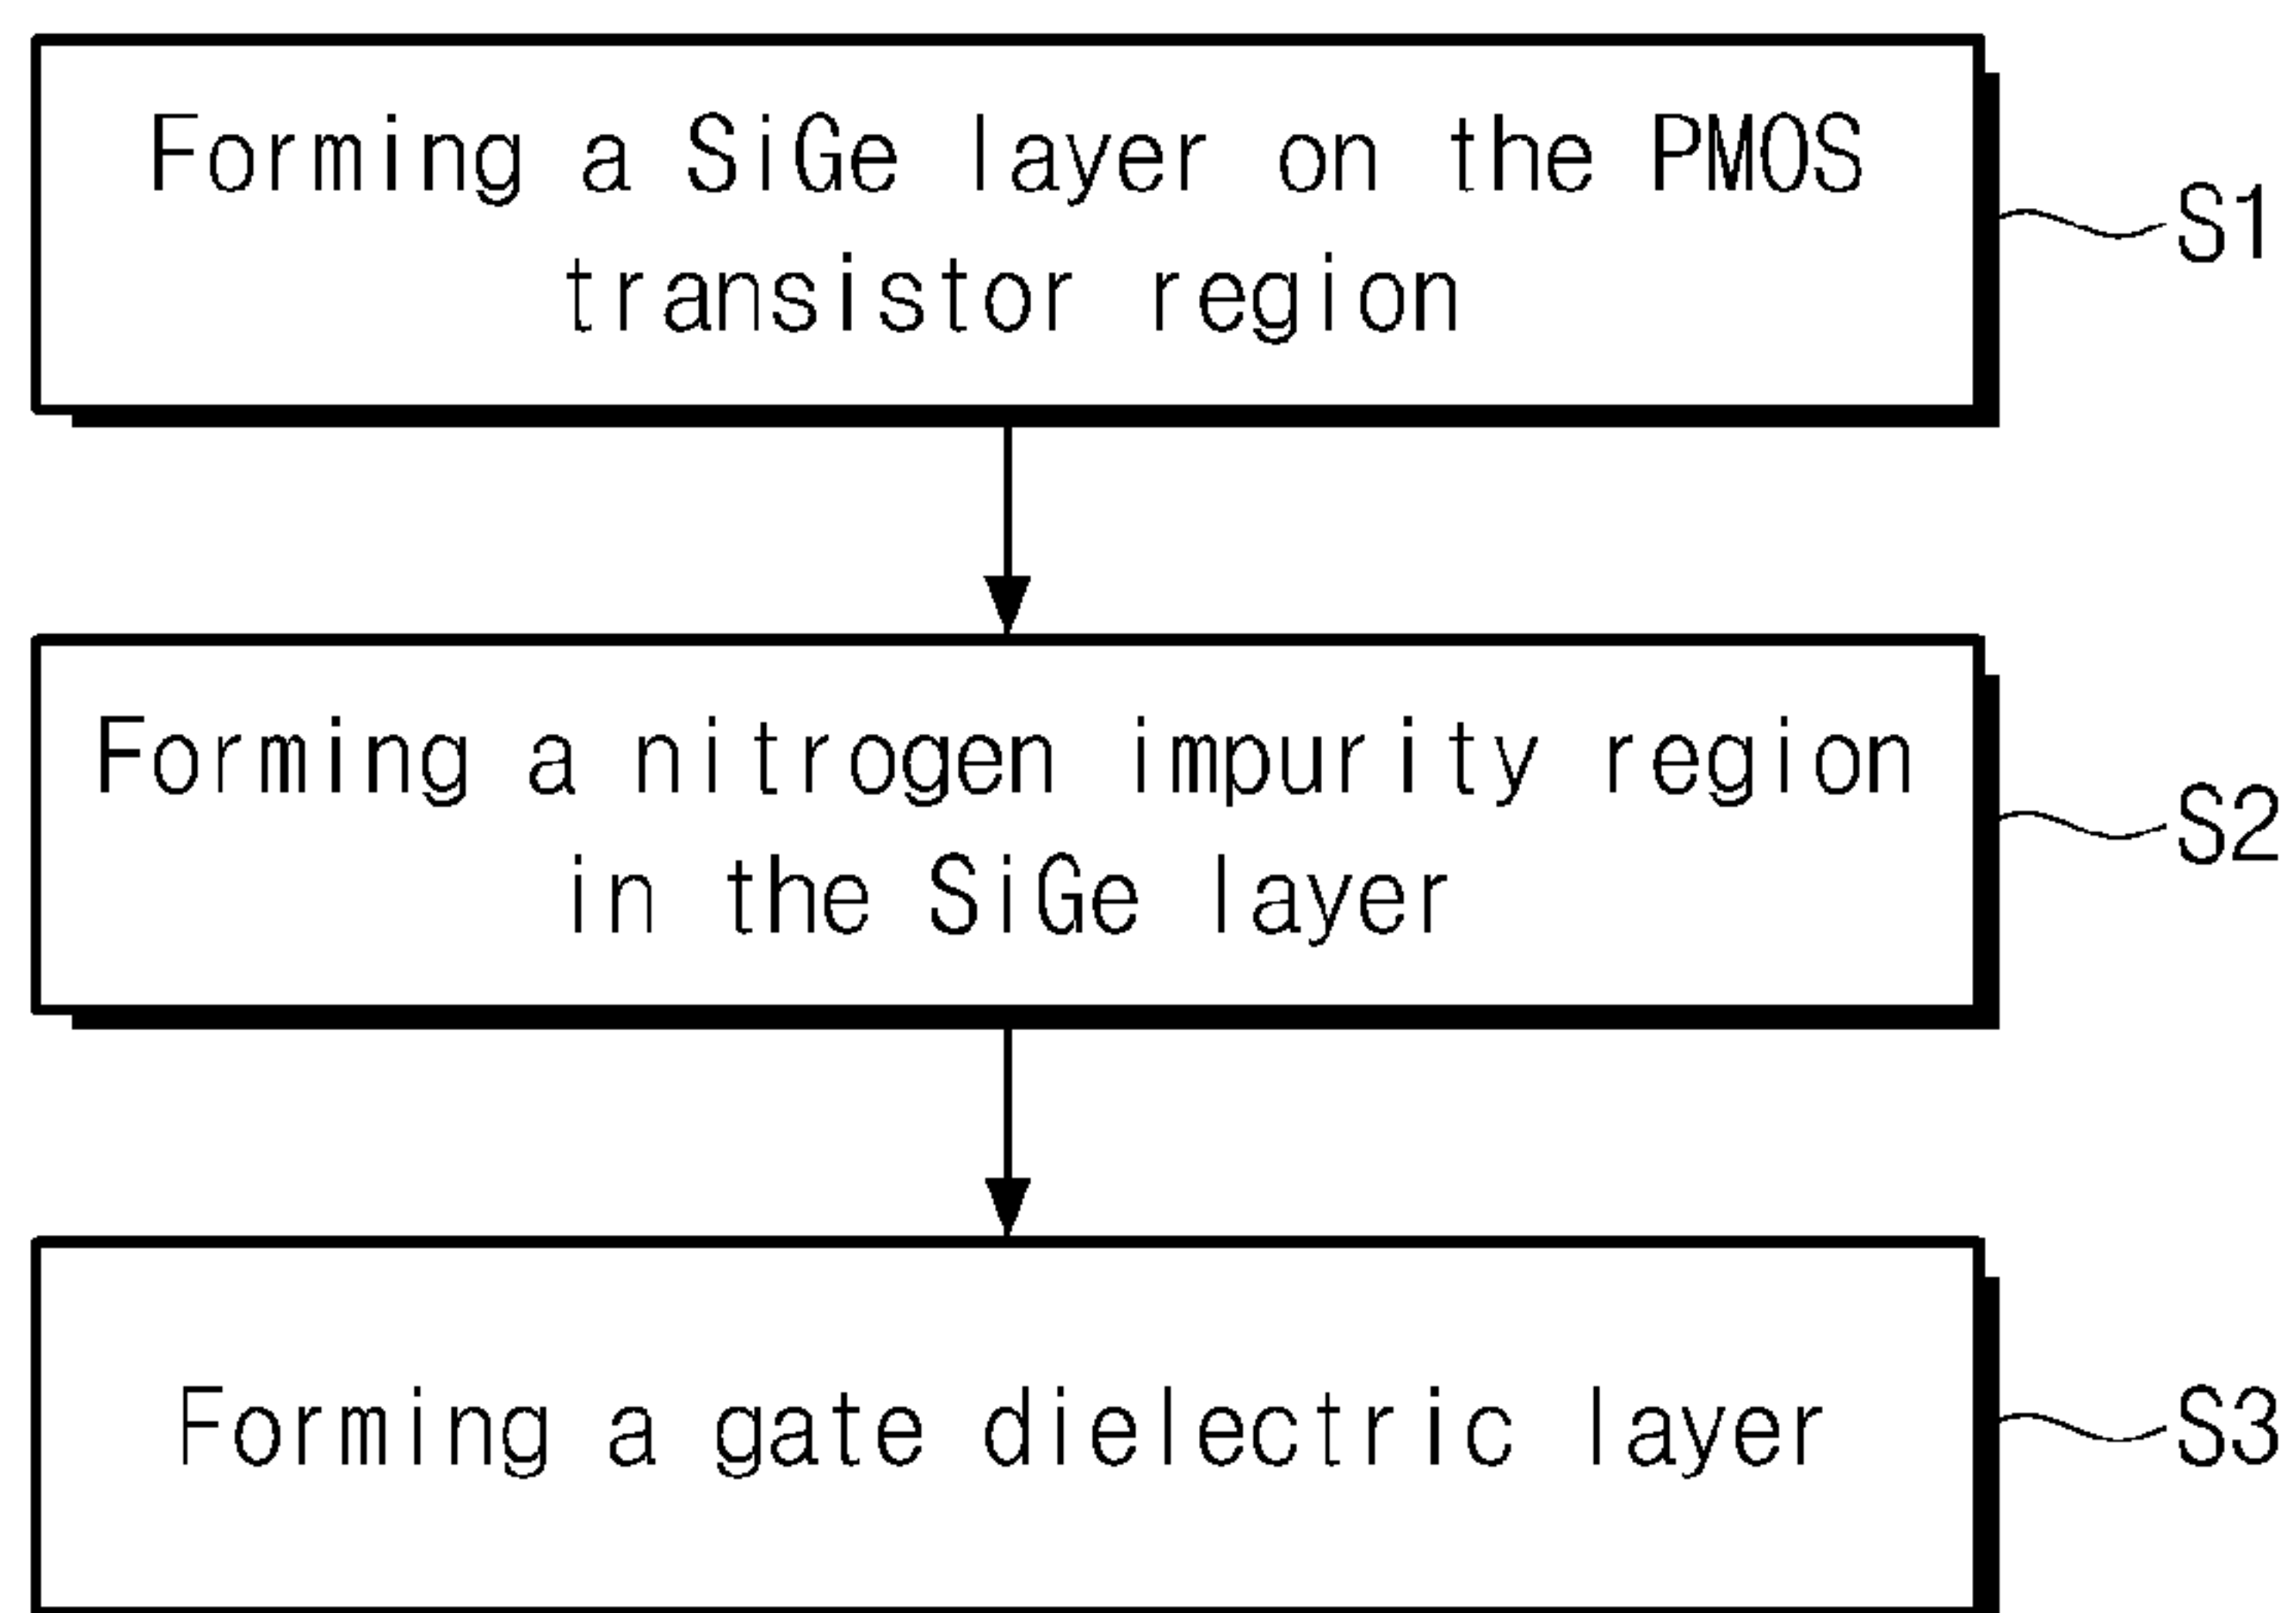 Forming a SiGe layer on the PMOS
transistor region
S1
Forming a nitrogen impurity region
in the SiGe layer
S2
Forming a gate dielectric layer
S3